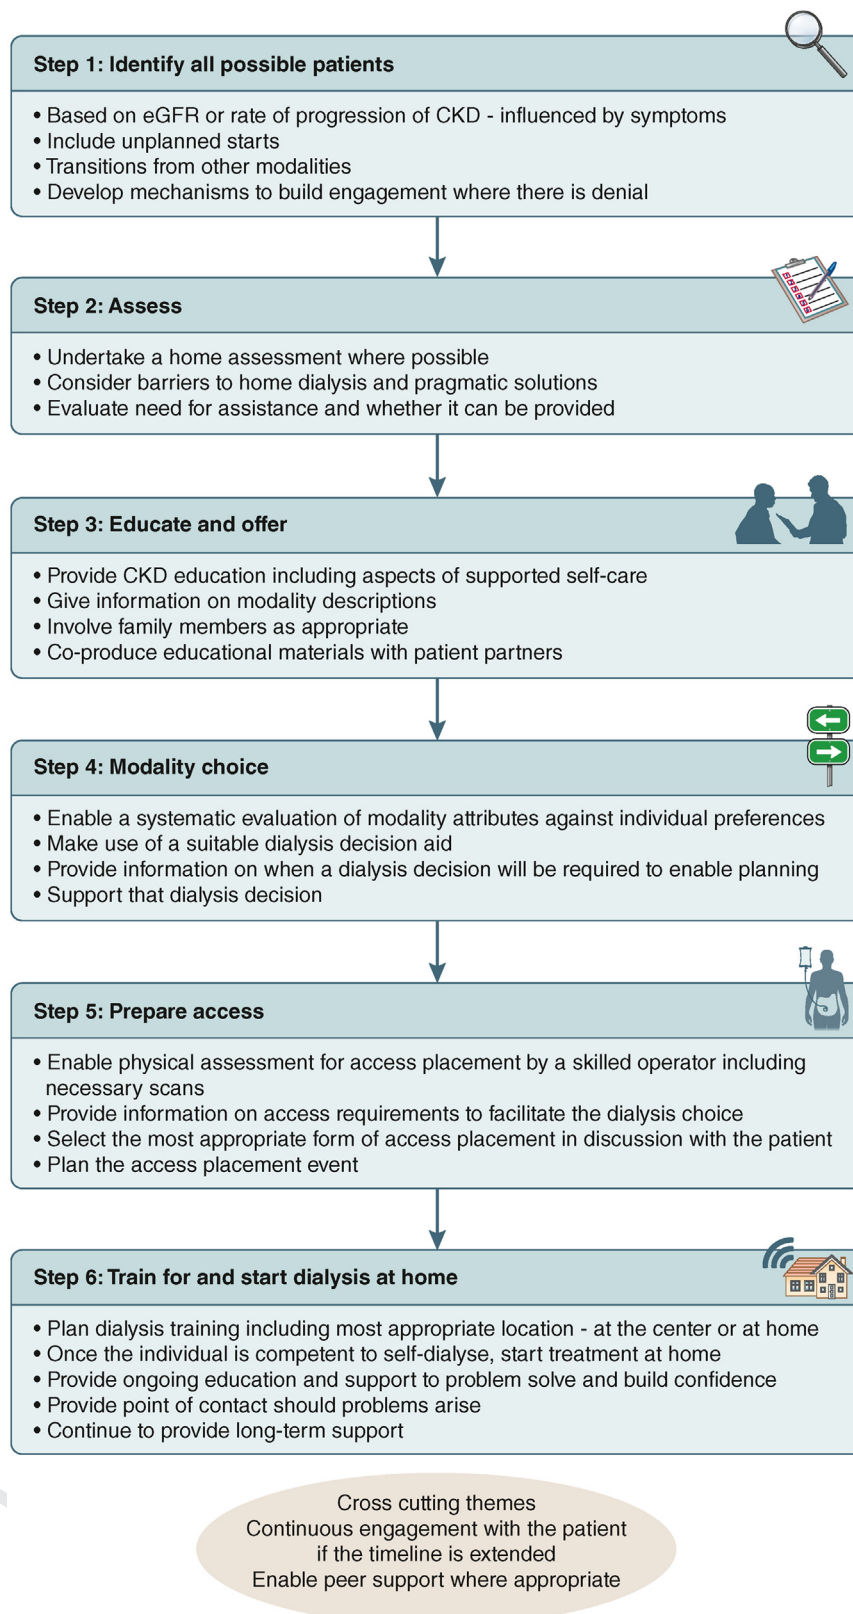 Step 1: Identify all possible patients
• Based on eGFR or rate of progression of CKD - influenced by symptoms
• Include unplanned starts
• Transitions from other modalities
• Develop mechanisms to build engagement where there is denial
Step 2: Assess
• Undertake a home assessment where possible
• Consider barriers to home dialysis and pragmatic solutions
• Evaluate need for assistance and whether it can be provided
Step 3: Educate and offer
• Provide CKD education including aspects of supported self-care
• Give information on modality descriptions
• Involve family members as appropriate
• Co-produce educational materials with patient partners
Step 4: Modality choice
• Enable a systematic evaluation of modality attributes against individual preferences
• Make use of a suitable dialysis decision aid
• Provide information on when a dialysis decision will be required to enable planning
• Support that dialysis decision
Step 5: Prepare access
• Enable physical assessment for access placement by a skilled operator including
necessary scans
• Provide information on access requirements to facilitate the dialysis choice
• Select the most appropriate form of access placement in discussion with the patient
• Plan the access placement event
Step 6: Train for and start dialysis at home
• Plan dialysis training including most appropriate location - at the center or at home
• Once the individual is competent to self-dialyse, start treatment at home
• Provide ongoing education and support to problem solve and build confidence
• Provide point of contact should problems arise
• Continue to provide long-term support
Cross cutting themes
Continuous engagement with the patient
if the timeline is extended
Enable peer support where appropriate